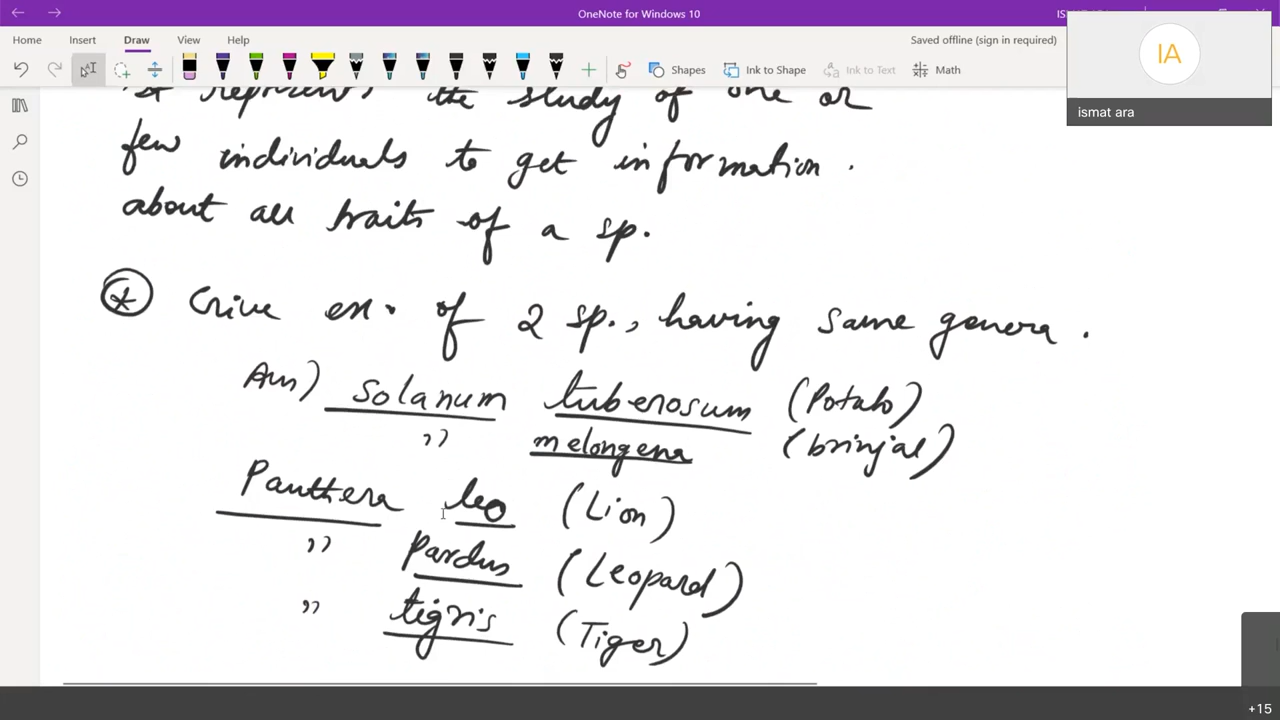 OneNote for Windows 10
Home Insert Draw View Help
Saved offline (sign in required)
IA
ismat ara
Shapes Ink to Shape Ink to Text Math
It represents the study of one or
few individuals to get information.
about all traits of a sp.
* Give ex. of 2 sp., having same genera.
Ans) Solanum tuberosum (Potato)
" melongena (brinjal)
Panthera leo (Lion)
" pardus (Leopard)
" tigris (Tiger)
+15